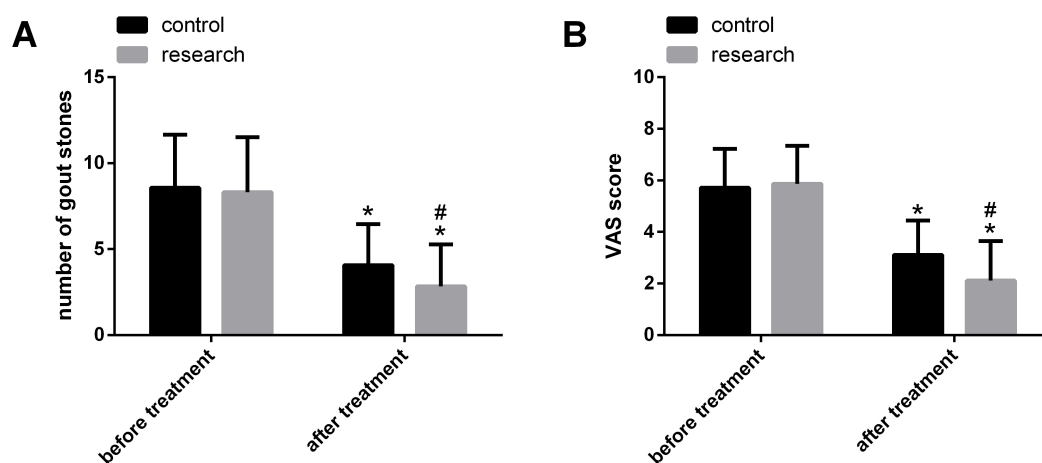 A
control
research
number of gout stones
15
10
5
0
*
#
*
before treatment
after treatment
B
control
research
VAS score
10
8
6
4
2
0
*
#
*
before treatment
after treatment